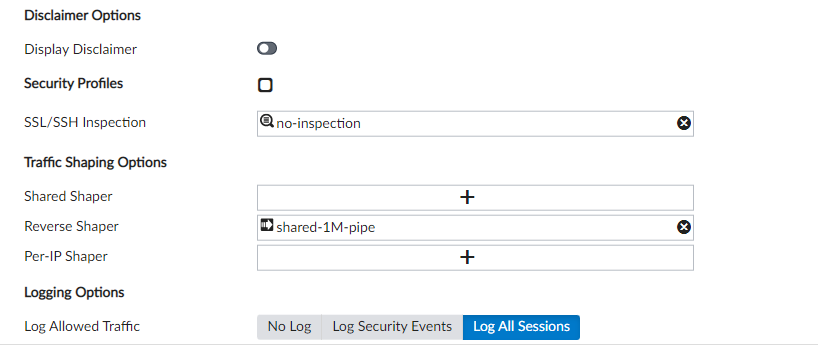 Disclaimer Options
Display Disclaimer
Security Profiles
SSL/SSH Inspection no-inspection
Traffic Shaping Options
Shared Shaper +
Reverse Shaper shared-1M-pipe
Per-IP Shaper +
Logging Options
Log Allowed Traffic No Log Log Security Events Log All Sessions